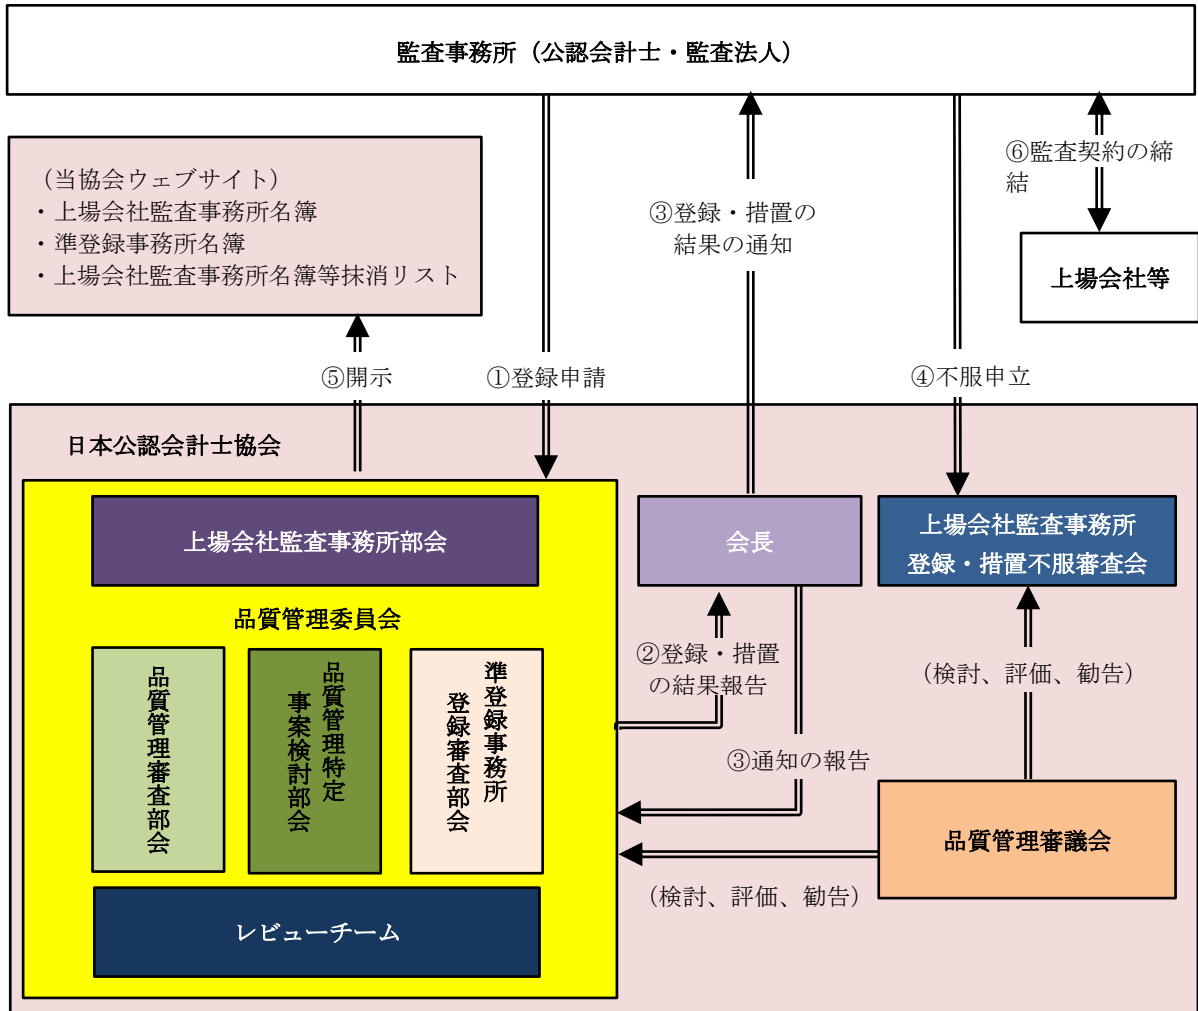 監査事務所（公認会計士・監査法人）
（当協会ウェブサイト）
・上場会社監査事務所名簿
・準登録事務所名簿
・上場会社監査事務所名簿等抹消リスト
③登録・措置の
結果の通知
⑥監査契約の締
結
上場会社等
⑤開示
①登録申請
④不服申立
日本公認会計士協会
上場会社監査事務所部会
会長
上場会社監査事務所
登録・措置不服審査会
品質管理委員会
品質管理審査部会
品質管理特定
事案検討部会
準登録事務所
登録審査部会
②登録・措置
の結果報告
（検討、評価、勧告）
③通知の報告
品質管理審議会
（検討、評価、勧告）
レビューチーム